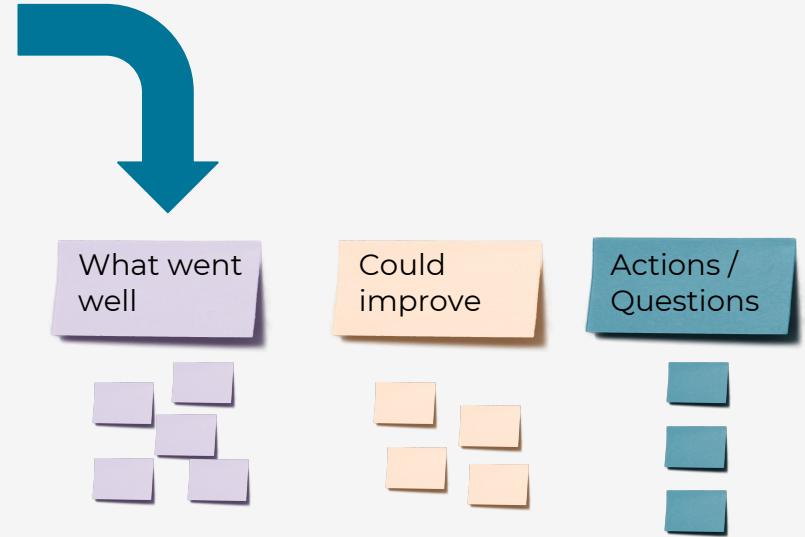 What went
well
Could
improve
Actions /
Questions